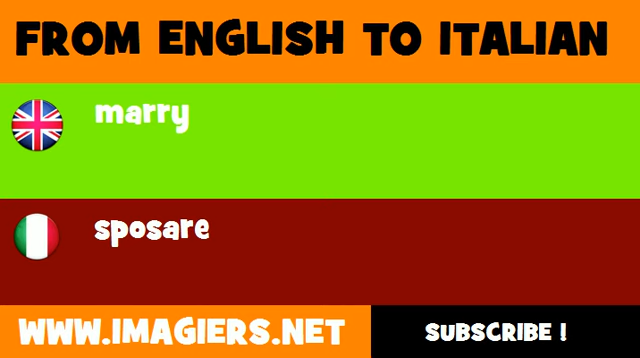 FROM ENGLISH TO ITALIAN
marry
sposare
WWW.IMAGIERS.NET
SUBSCRIBE !